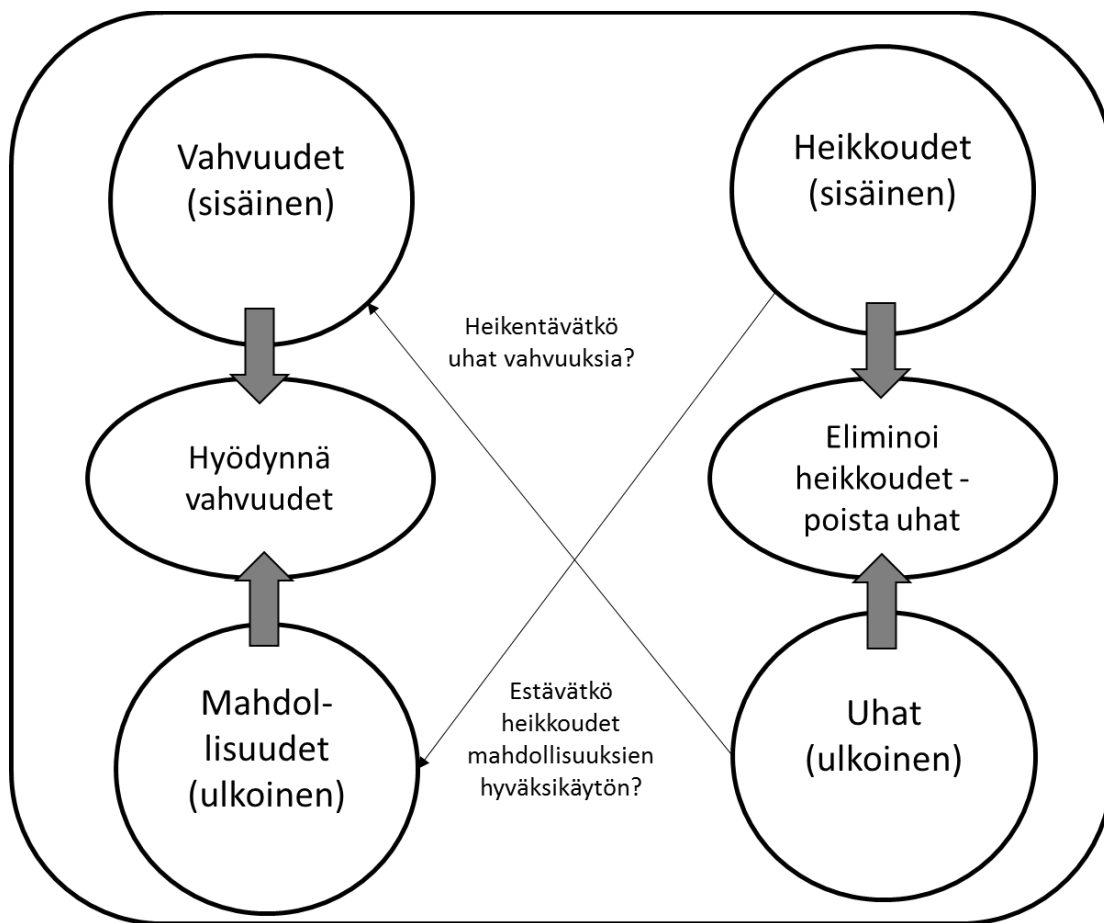 Vahvuudet
(sisäinen)
Heikkoudet
(sisäinen)
Heikentävätkö
uhat vahvuuksia?
Hyödynnä
vahvuudet
Eliminoi
heikkoudet -
poista uhat
Mahdol-
lisuudet
(ulkoinen)
Estävätkö
heikkoudet
mahdollisuuksien
hyväksikäytön?
Uhat
(ulkoinen)